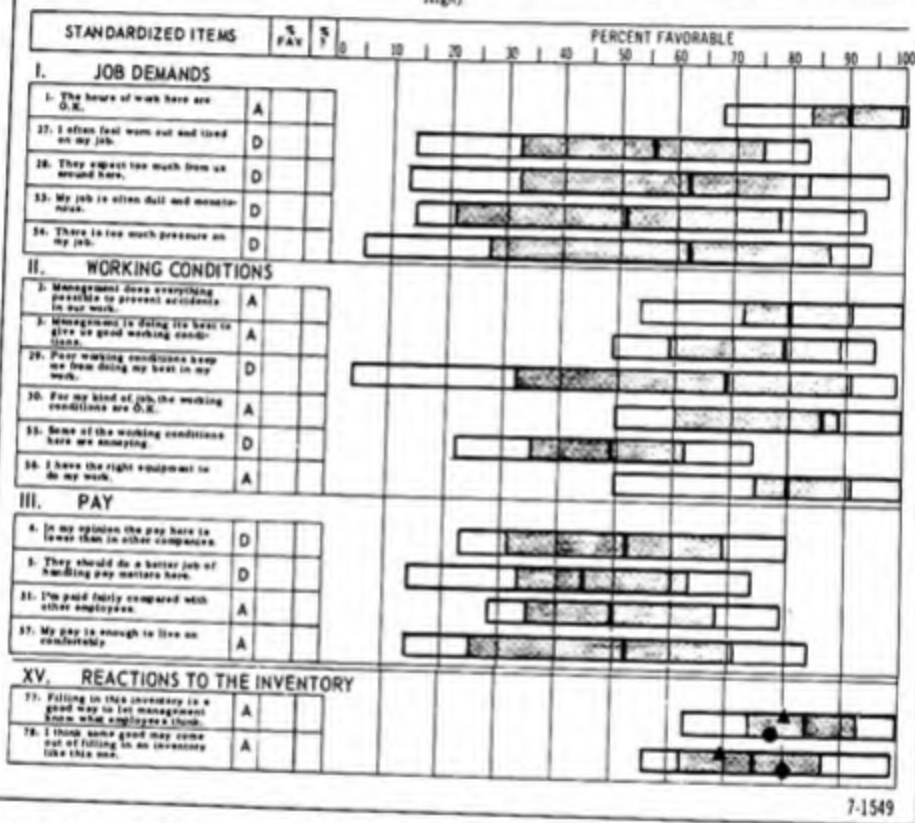 STANDARDIZED ITEMS
% FAV
% ?
PERCENT FAVORABLE
0 10 20 30 40 50 60 70 80 90 100
I. JOB DEMANDS
1. The hours of work here are
O.K.
A
27. I often feel worn out and tired
on my job.
D
28. They expect too much from us
around here.
D
53. My job is often dull and monoto-
nous.
D
54. There is too much pressure on
my job.
D
II. WORKING CONDITIONS
2. Management does everything
possible to prevent accidents
in our work.
A
3. Management is doing its best to
give us good working condi-
tions.
A
29. Poor working conditions keep
me from doing my best in my
work.
D
30. For my kind of job, the working
conditions are O.K.
A
55. Some of the working conditions
here are annoying.
D
56. I have the right equipment to
do my work.
A
III. PAY
4. In my opinion the pay here is
lower than in other companies.
D
5. They should do a better job of
handling pay matters here.
D
31. I'm paid fairly compared with
other employees.
A
57. My pay is enough to live on
comfortably
A
XV. REACTIONS TO THE INVENTORY
77. Filling in this inventory is a
good way to let management
know what employees think.
A
78. I think some good may come
out of filling in an inventory
like this one.
A
7-1549